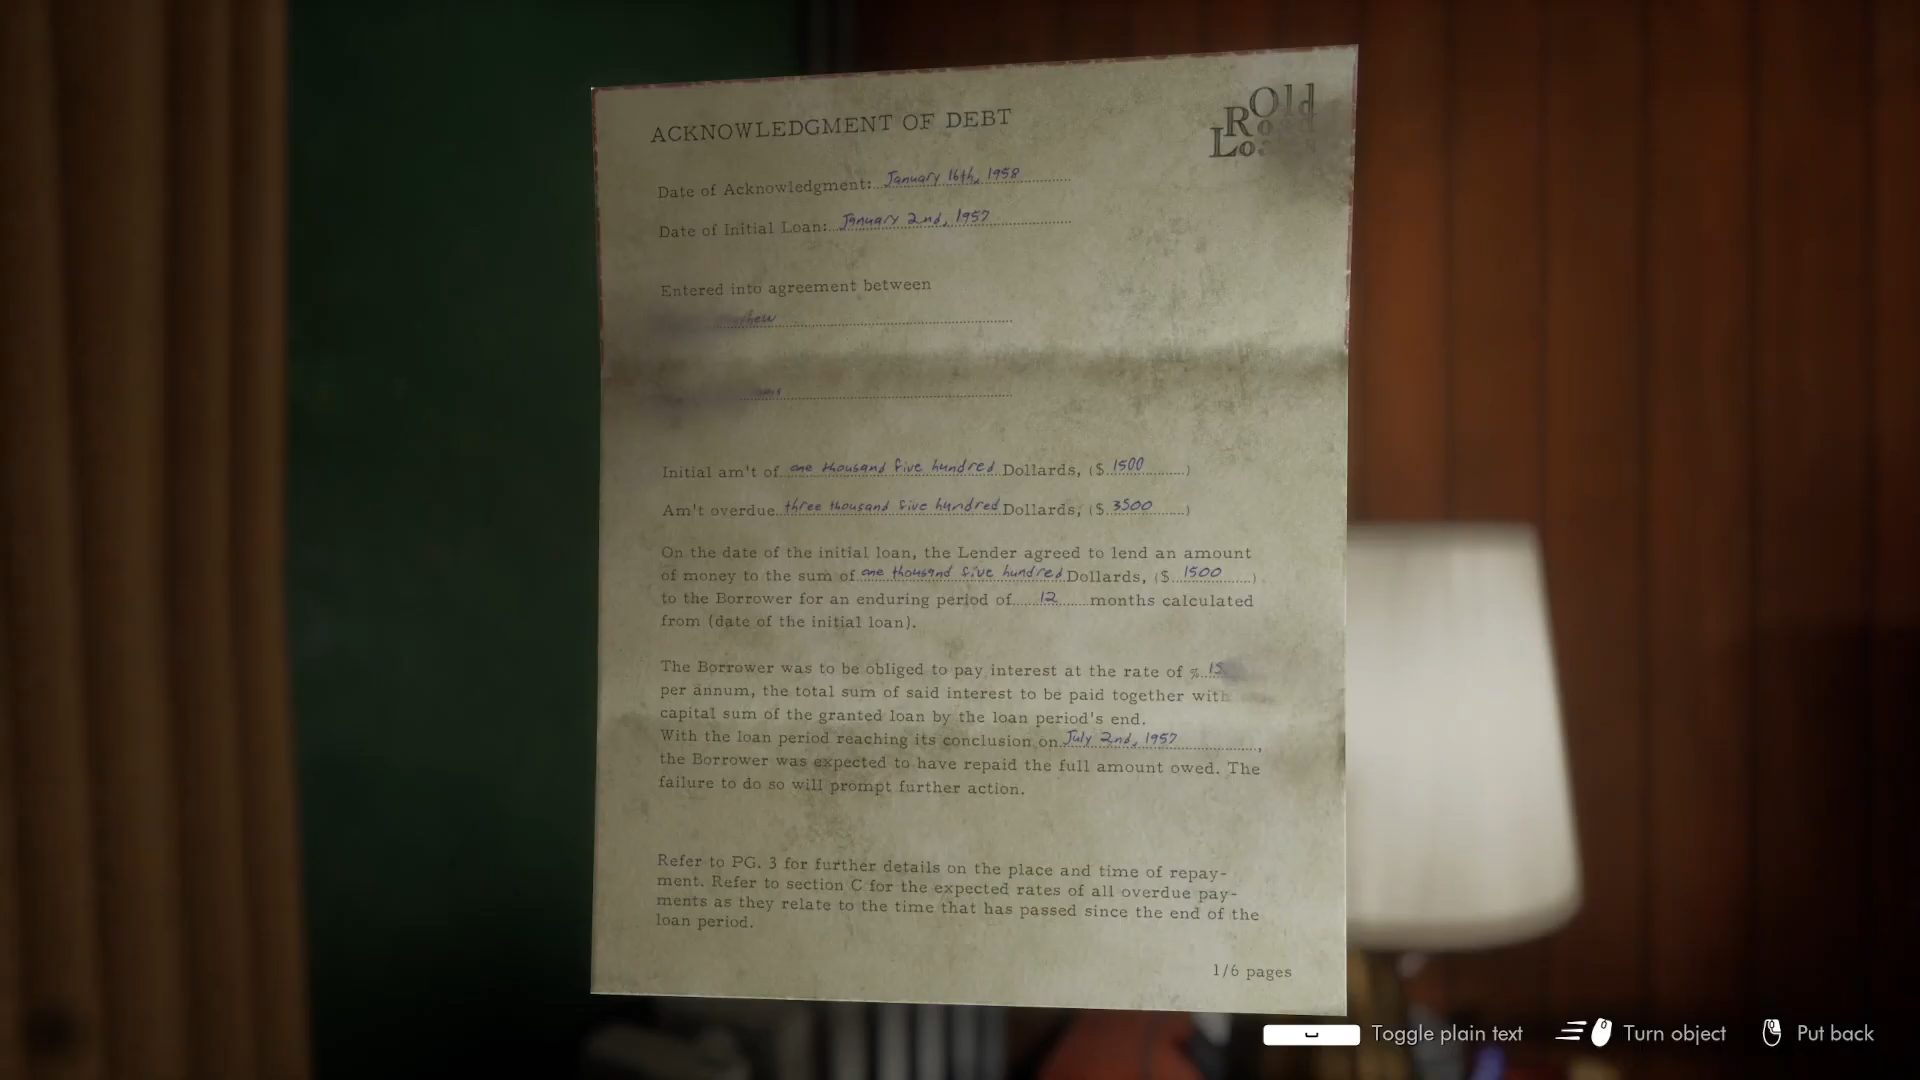 ACKNOWLEDGMENT OF DEBT
Old
Road
Loans
Date of Acknowledgment: January 16th, 1958
Date of Initial Loan: January 2nd, 1957
Entered into agreement between
Initial am't of one thousand five hundred Dollards, ($ 1500 )
Am't overdue three thousand five hundred Dollards, ($ 3500 )
On the date of the initial loan, the Lender agreed to lend an amount
of money to the sum of one thousand five hundred Dollards, ($ 1500 )
to the Borrower for an enduring period of 12 months calculated
from (date of the initial loan).
The Borrower was to be obliged to pay interest at the rate of % 15
per annum, the total sum of said interest to be paid together with
capital sum of the granted loan by the loan period's end.
With the loan period reaching its conclusion on July 2nd, 1957,
the Borrower was expected to have repaid the full amount owed. The
failure to do so will prompt further action.
Refer to PG. 3 for further details on the place and time of repay-
ment. Refer to section C for the expected rates of all overdue pay-
ments as they relate to the time that has passed since the end of the
loan period.
1/6 pages
Toggle plain text Turn object Put back